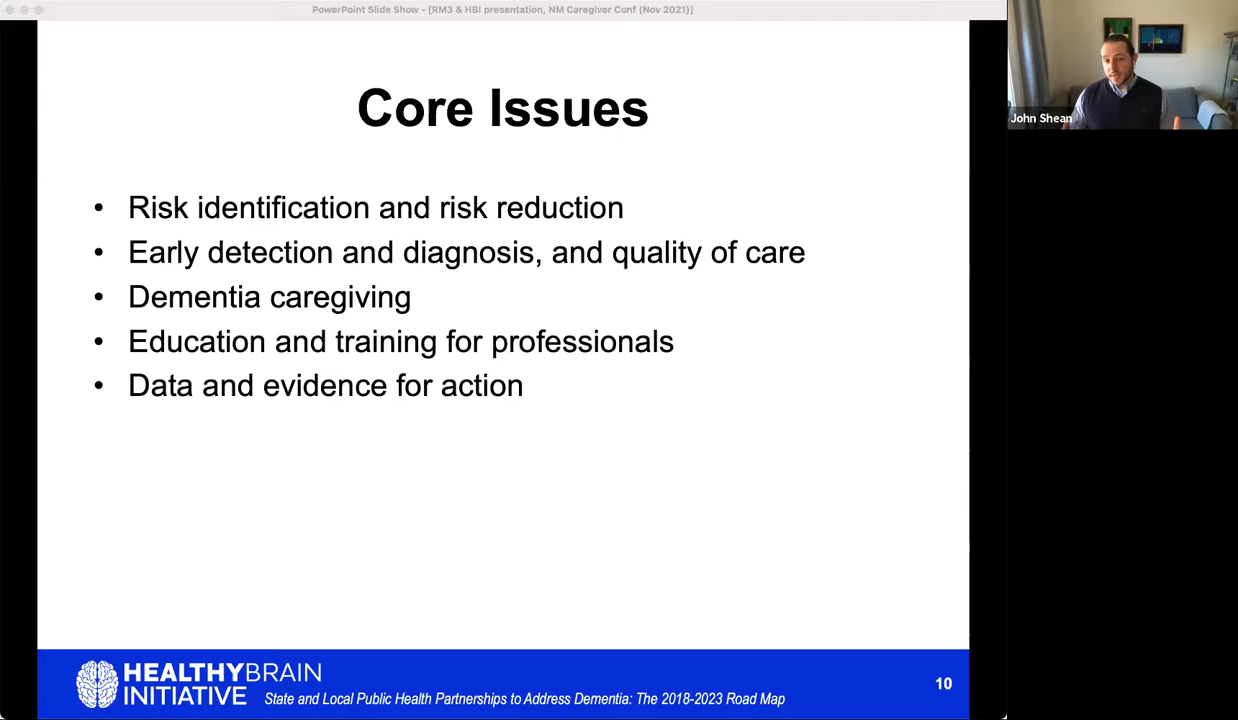 PowerPoint Slide Show - [RM3 & HBI presentation, NM Caregiver Conf (Nov 2021)]
John Shean
Core Issues
• Risk identification and risk reduction
• Early detection and diagnosis, and quality of care
• Dementia caregiving
• Education and training for professionals
• Data and evidence for action
HEALTHYBRAIN
INITIATIVE
State and Local Public Health Partnerships to Address Dementia: The 2018-2023 Road Map
10